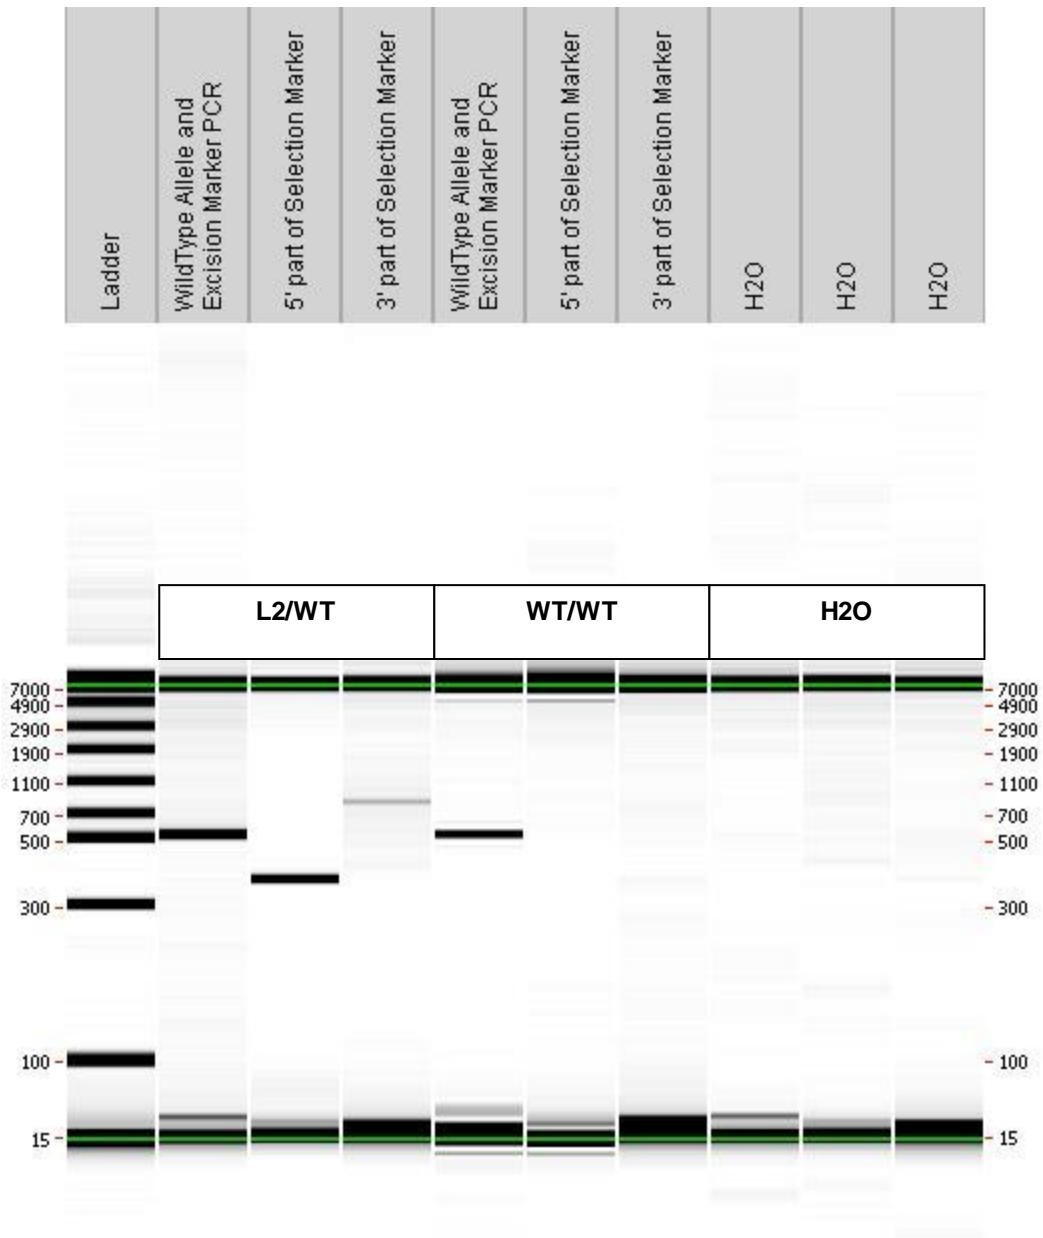 Ladder
WildType Allele and
Excision Marker PCR
5' part of Selection Marker
3' part of Selection Marker
WildType Allele and
Excision Marker PCR
5' part of Selection Marker
3' part of Selection Marker
H2O
H2O
H2O
L2/WT
WT/WT
H2O
7000
4900
2900
1900
1100
700
500
300
100
15
7000
4900
2900
1900
1100
700
500
300
100
15